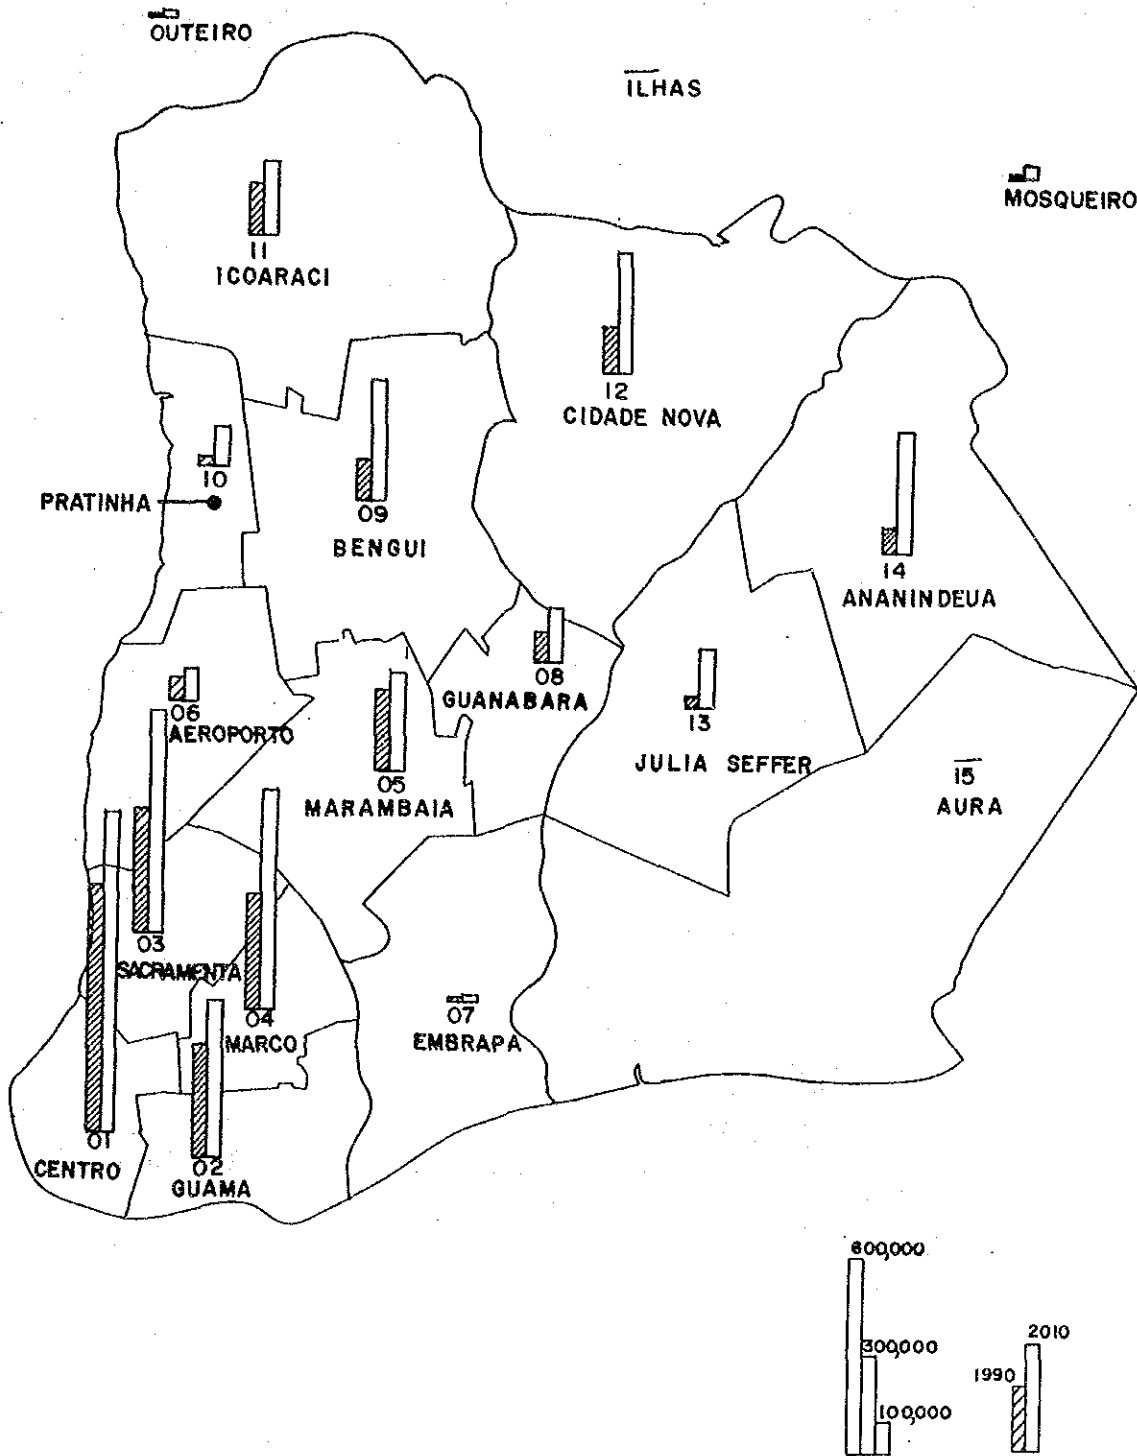 OUTEIRO
ILHAS
MOSQUEIRO
11
ICOARACI
12
CIDADE NOVA
10
PRATINHA
09
BENGUI
14
ANANINDEUA
08
GUANABARA
06
AEROPORTO
13
JULIA SEFFER
05
MARAMBAIA
15
AURA
03
SACRAMENTA
04
MARCO
07
EMBRAPA
01
CENTRO
02
GUAMA
600,000
300,000
100,000
1990
2010